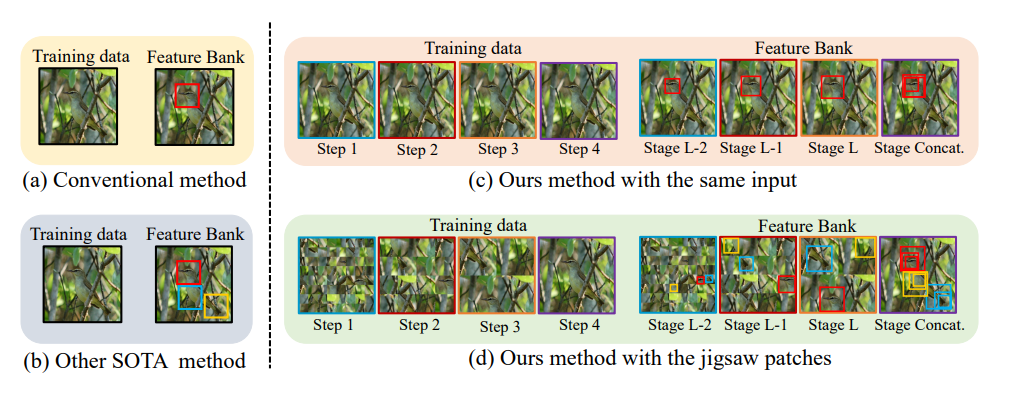 Training data Feature Bank
(a) Conventional method
Training data Feature Bank
(b) Other SOTA method
Training data Feature Bank
Step 1 Step 2 Step 3 Step 4 Stage L-2 Stage L-1 Stage L Stage Concat.
(c) Ours method with the same input
Training data Feature Bank
Step 1 Step 2 Step 3 Step 4 Stage L-2 Stage L-1 Stage L Stage Concat.
(d) Ours method with the jigsaw patches